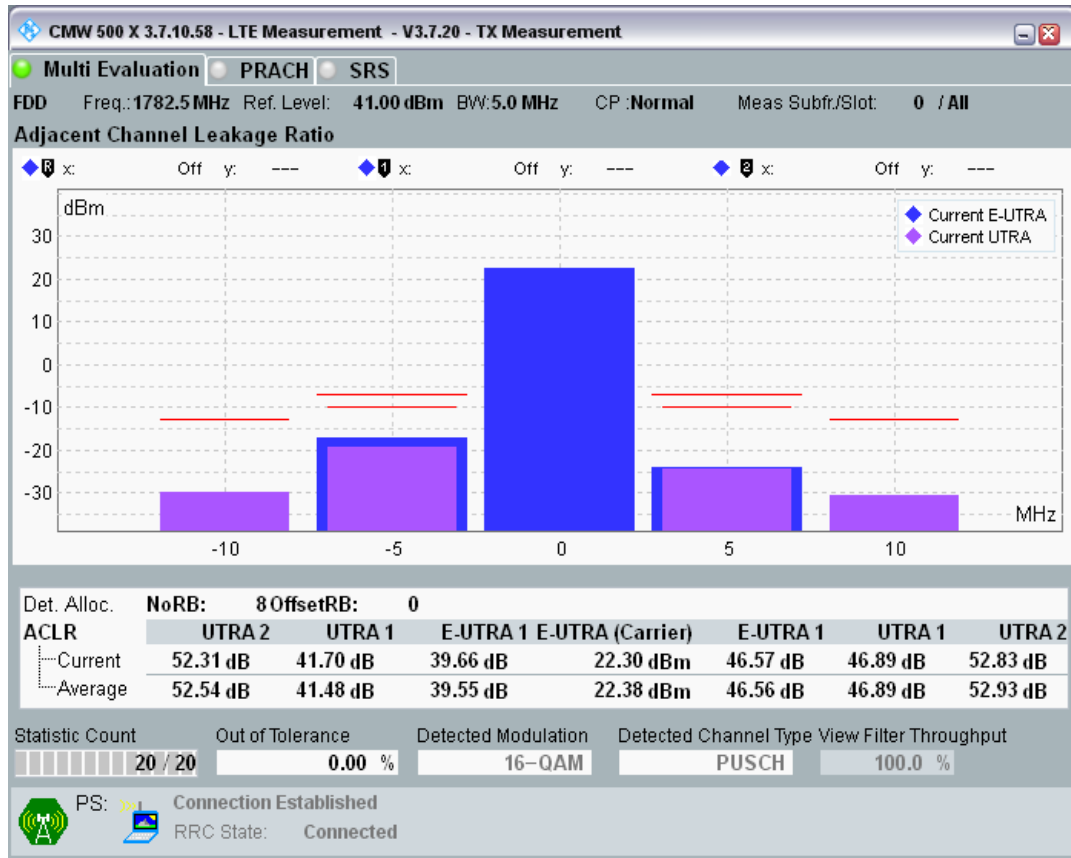 CMW 500 X 3.7.10.58 - LTE Measurement - V3.7.20 - TX Measurement
Multi Evaluation PRACH SRS
FDD Freq.:1782.5 MHz Ref. Level: 41.00 dBm BW:5.0 MHz CP :Normal Meas Subfr./Slot: 0 / All
Adjacent Channel Leakage Ratio
R x: Off y: --- 1 x: Off y: --- 2 x: Off y: ---
dBm
Current E-UTRA
Current UTRA
30
20
10
0
-10
-20
-30
MHz
-10 -5 0 5 10
Det. Alloc. NoRB: 8 OffsetRB: 0
ACLR UTRA 2 UTRA 1 E-UTRA 1 E-UTRA (Carrier) E-UTRA 1 UTRA 1 UTRA 2
Current 52.31 dB 41.70 dB 39.66 dB 22.30 dBm 46.57 dB 46.89 dB 52.83 dB
Average 52.54 dB 41.48 dB 39.55 dB 22.38 dBm 46.56 dB 46.89 dB 52.93 dB
Statistic Count Out of Tolerance Detected Modulation Detected Channel Type View Filter Throughput
20 / 20 0.00 % 16-QAM PUSCH 100.0 %
PS: Connection Established
RRC State: Connected